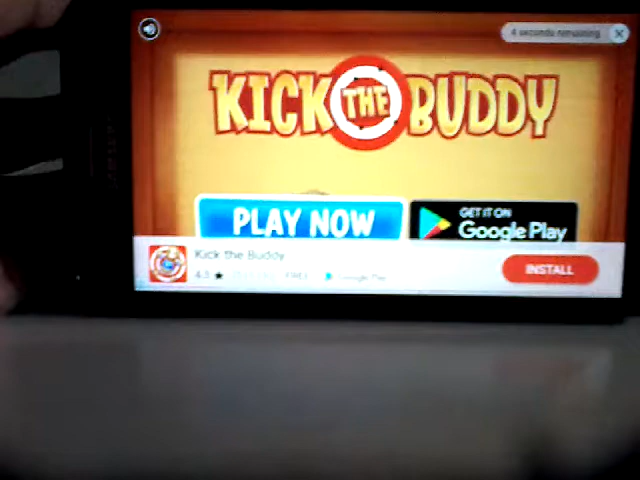 4 seconds remaining
KICK THE BUDDY
PLAY NOW
GET IT ON
Google Play
Kick the Buddy
4.3 ★ FREE Google Play
INSTALL